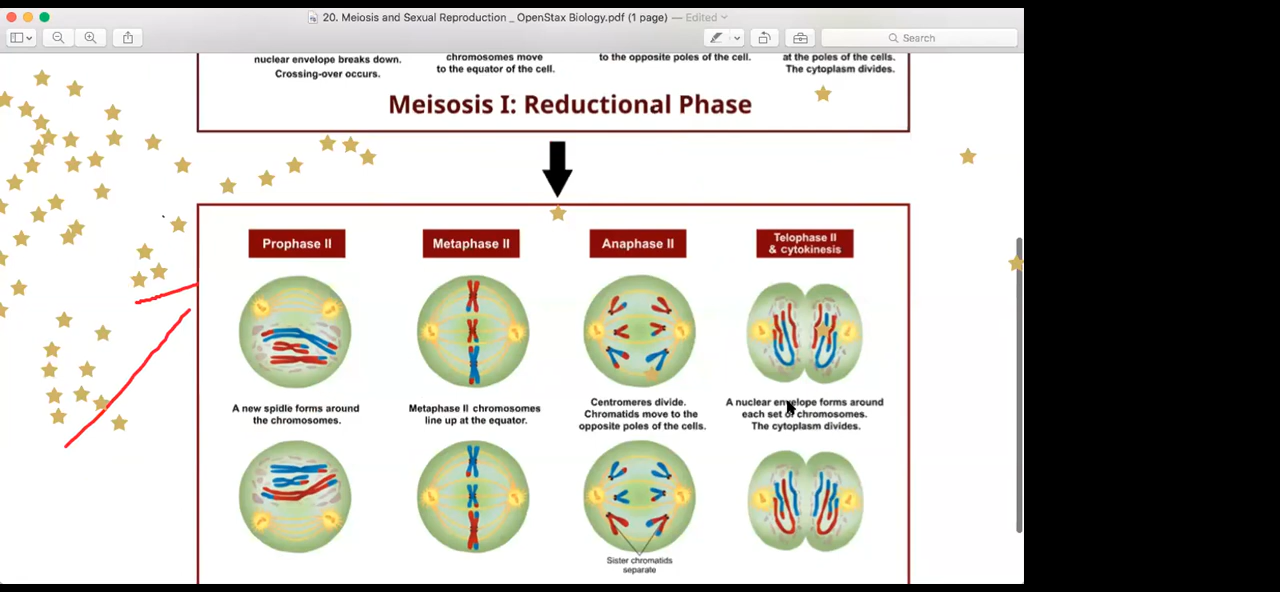 20. Meiosis and Sexual Reproduction _ OpenStax Biology.pdf (1 page) — Edited
Search
nuclear envelope breaks down.
Crossing-over occurs.
chromosomes move
to the equator of the cell.
to the opposite poles of the cell.
at the poles of the cells.
The cytoplasm divides.
Meisosis I: Reductional Phase
Prophase II
Metaphase II
Anaphase II
Telophase II
& cytokinesis
A new spidle forms around
the chromosomes.
Metaphase II chromosomes
line up at the equator.
Centromeres divide.
Chromatids move to the
opposite poles of the cells.
A nuclear envelope forms around
each set of chromosomes.
The cytoplasm divides.
Sister chromatids
separate